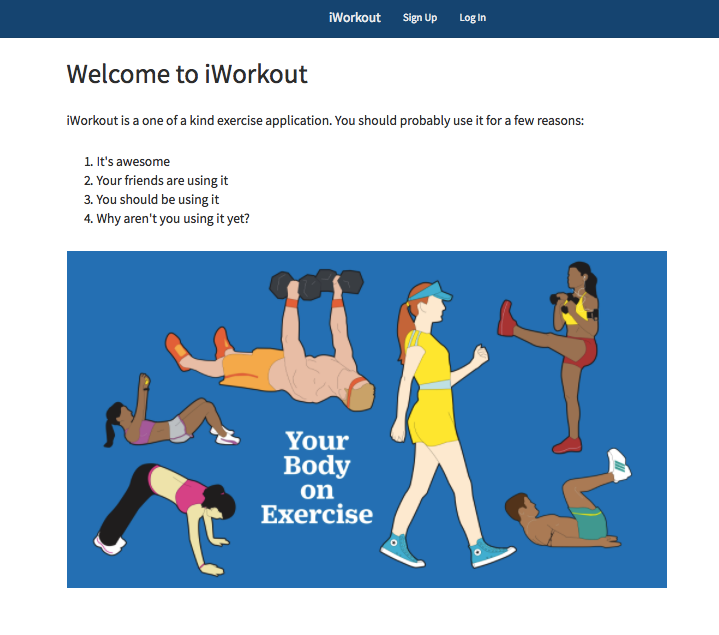 iWorkout Sign Up Log In
Welcome to iWorkout
iWorkout is a one of a kind exercise application. You should probably use it for a few reasons:
1. It's awesome
2. Your friends are using it
3. You should be using it
4. Why aren't you using it yet?
Your
Body
on
Exercise